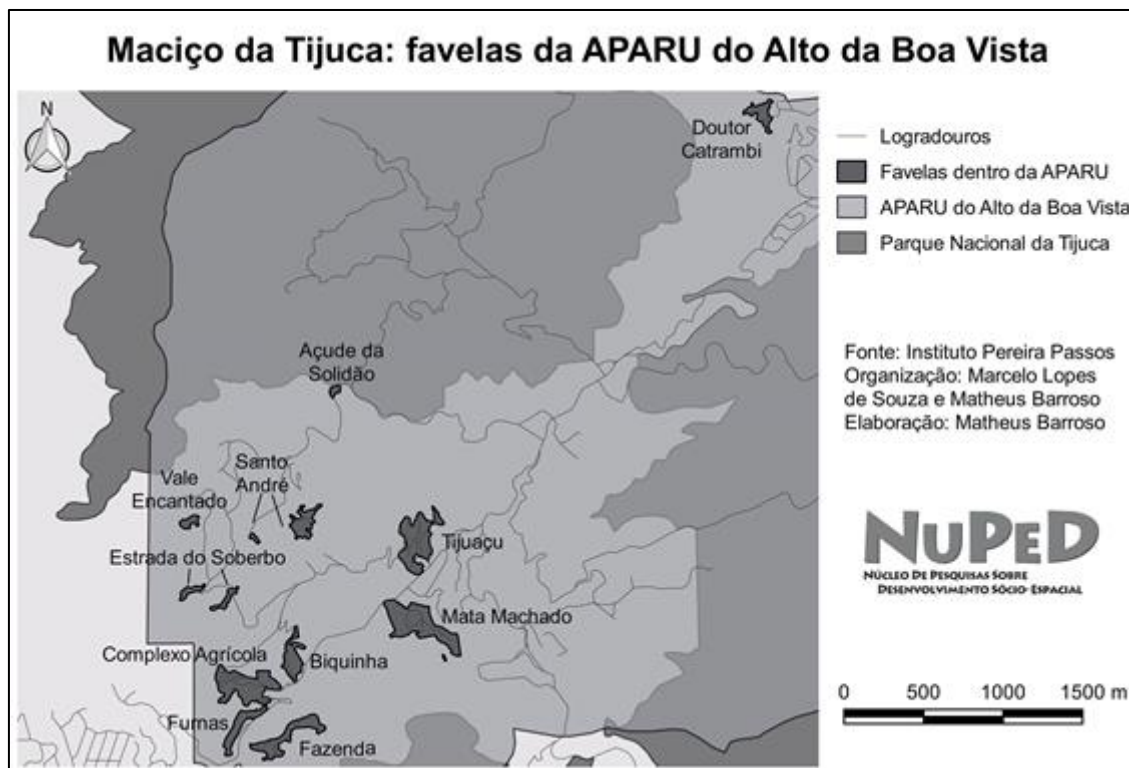 Maciço da Tijuca: favelas da APARU do Alto da Boa Vista
N
Doutor
Catrambi
Açude da
Solidão
Santo
André
Vale
Encantado
Estrada do Soberbo
Tijuaçu
Mata Machado
Complexo Agrícola
Biquinha
Furnas
Fazenda
Logradouros
Favelas dentro da APARU
APARU do Alto da Boa Vista
Parque Nacional da Tijuca
Fonte: Instituto Pereira Passos
Organização: Marcelo Lopes
de Souza e Matheus Barroso
Elaboração: Matheus Barroso
NUPED
NÚCLEO DE PESQUISAS SOBRE
DESENVOLVIMENTO SÓCIO-ESPACIAL
0 500 1000 1500 m